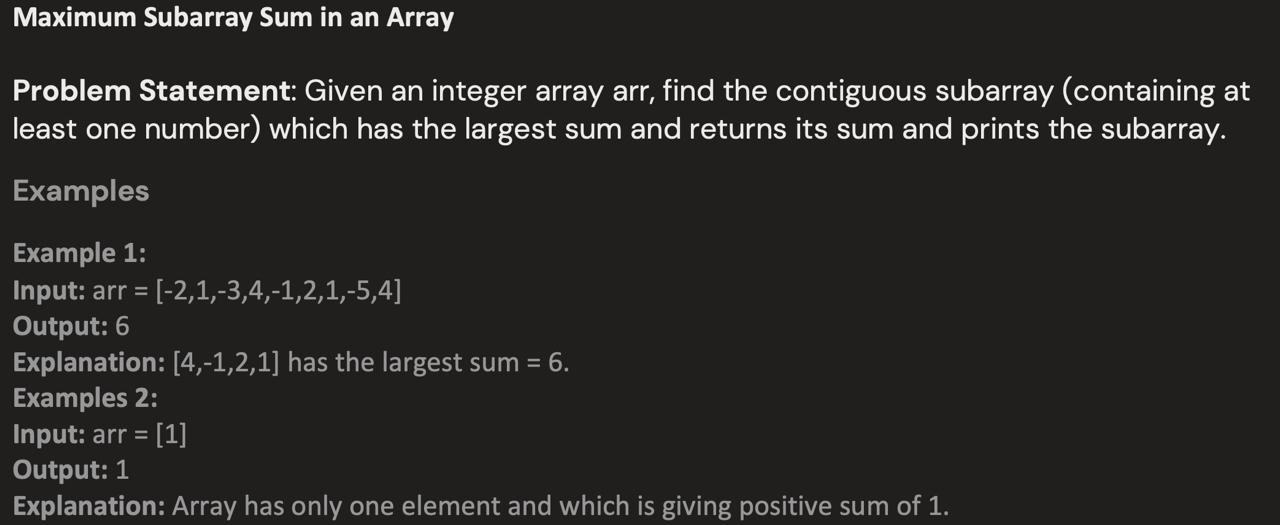 Maximum Subarray Sum in an Array
Problem Statement: Given an integer array arr, find the contiguous subarray (containing at
least one number) which has the largest sum and returns its sum and prints the subarray.
Examples
Example 1:
Input: arr = [-2,1,-3,4,-1,2,1,-5,4]
Output: 6
Explanation: [4,-1,2,1] has the largest sum = 6.
Examples 2:
Input: arr = [1]
Output: 1
Explanation: Array has only one element and which is giving positive sum of 1.